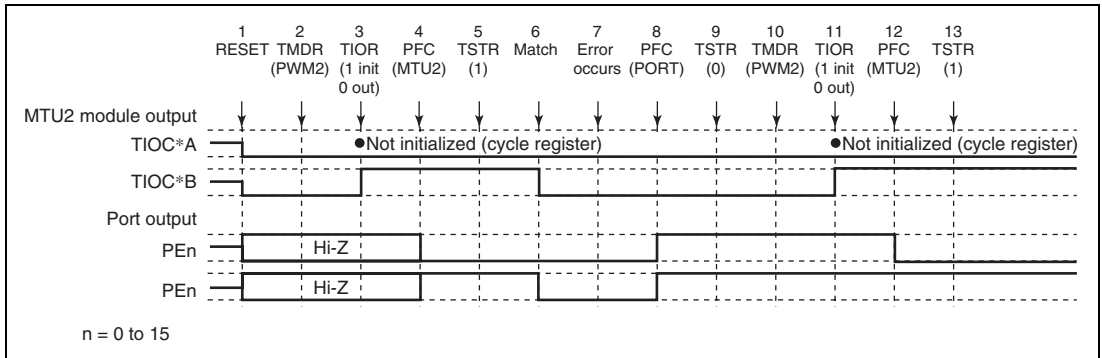 1 2 3 4 5 6 7 8 9 10 11 12 13
RESET TMDR TIOR PFC TSTR Match Error PFC TSTR TMDR TIOR PFC TSTR
(PWM2) (1 init (MTU2) (1) occurs (PORT) (0) (PWM2) (1 init (MTU2) (1)
0 out) 0 out)
MTU2 module output
TIOC*A ●Not initialized (cycle register) ●Not initialized (cycle register)
TIOC*B
Port output
PEn Hi-Z
PEn Hi-Z
n = 0 to 15